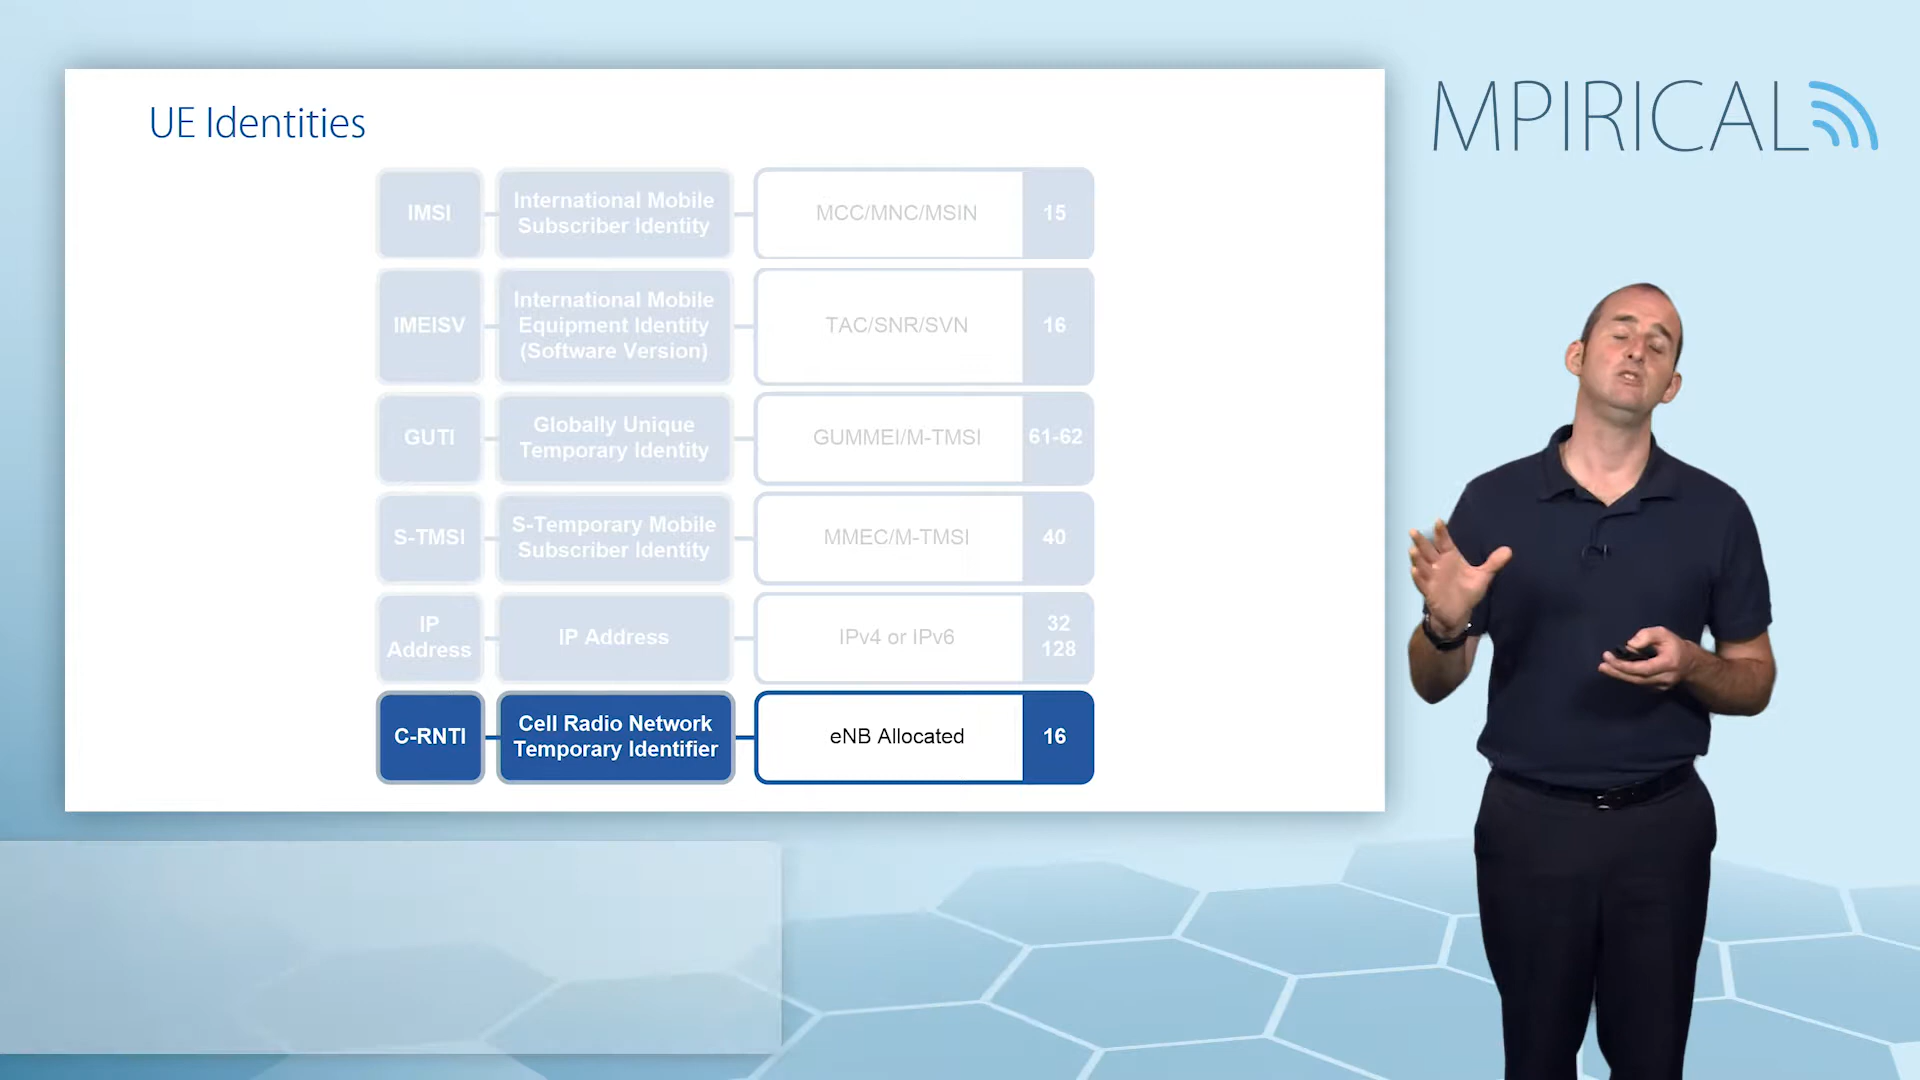 MPIRICAL
UE Identities
IMSI
International Mobile
Subscriber Identity
MCC/MNC/MSIN
15
IMEISV
International Mobile
Equipment Identity
(Software Version)
TAC/SNR/SVN
16
GUTI
Globally Unique
Temporary Identity
GUMMEI/M-TMSI
61-62
S-TMSI
S-Temporary Mobile
Subscriber Identity
MMEC/M-TMSI
40
IP
Address
IP Address
IPv4 or IPv6
32
128
C-RNTI
Cell Radio Network
Temporary Identifier
eNB Allocated
16